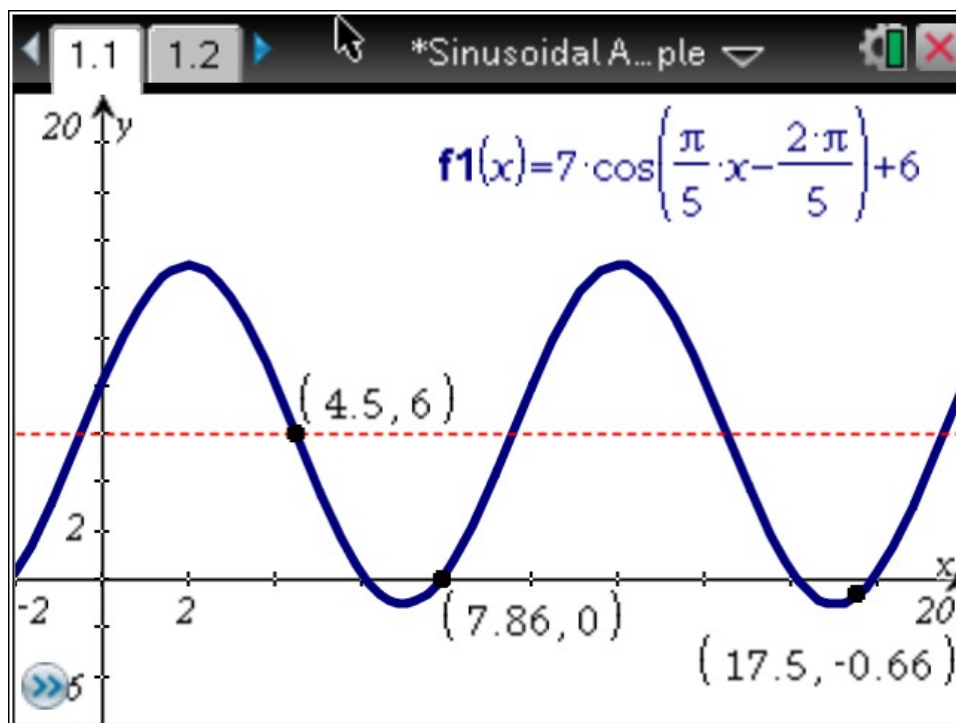 1.1 1.2 *Sinusoidal A...ple
20 y
f1(x)=7·cos(π/5·x−2·π/5)+6
(4.5,6)
2
-2 2 x 20
(7.86,0)
(17.5,-0.66)
6